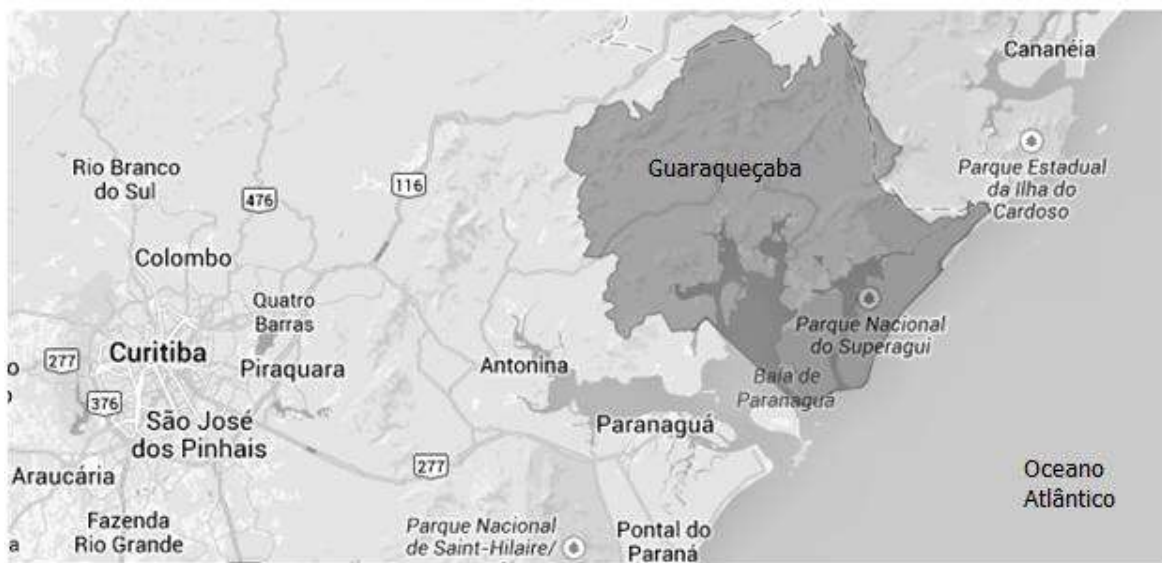 Cananéia
Guaraqueçaba
Parque Estadual
da Ilha do
Cardoso
Rio Branco
do Sul
116
476
Colombo
Quatro
Barras
Parque Nacional
do Superagui
277
Curitiba
Piraquara
Antonina
Baía de
Paranaguá
o
376
São José
dos Pinhais
Paranaguá
277
Araucária
Oceano
Atlântico
Fazenda
Rio Grande
a
Parque Nacional
de Saint-Hilaire/
Pontal do
Paraná